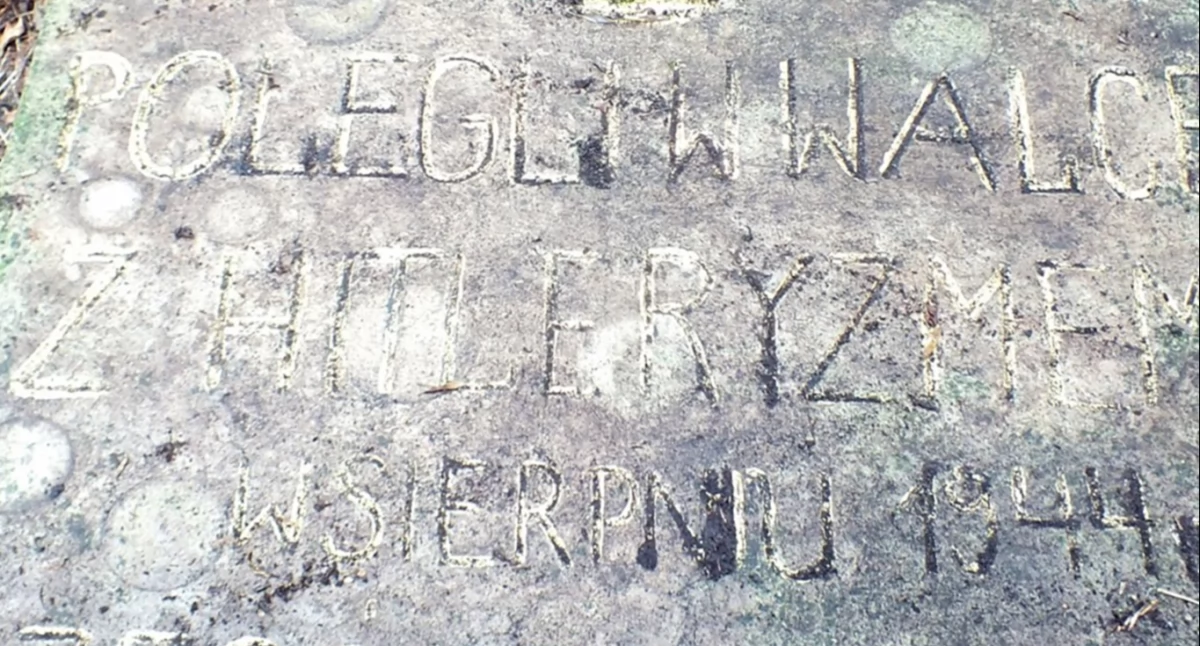 POLEGLI W WALCE
Z HITLERYZMEM
W SIERPNIU 1944